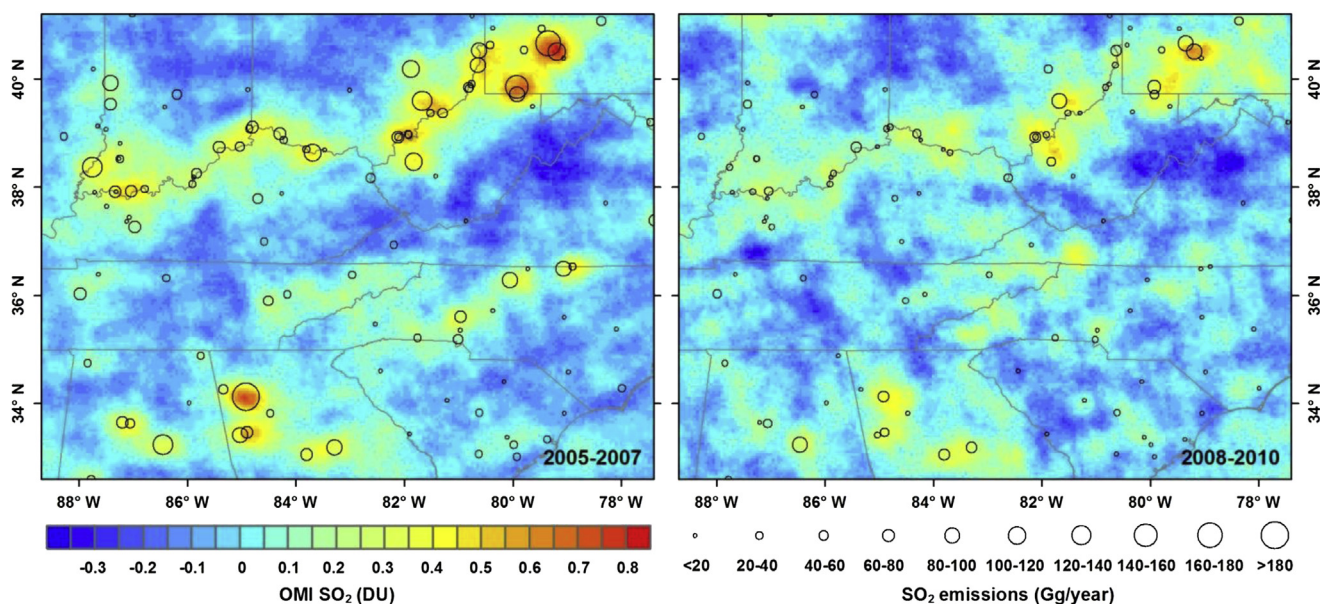 40° N
38° N
36° N
34° N
2005-2007
88° W 86° W 84° W 82° W 80° W 78° W
40° N
38° N
36° N
34° N
2008-2010
88° W 86° W 84° W 82° W 80° W 78° W
-0.3 -0.2 -0.1 0 0.1 0.2 0.3 0.4 0.5 0.6 0.7 0.8
OMI SO₂ (DU)
<20 20-40 40-60 60-80 80-100 100-120 120-140 140-160 160-180 >180
SO₂ emissions (Gg/year)